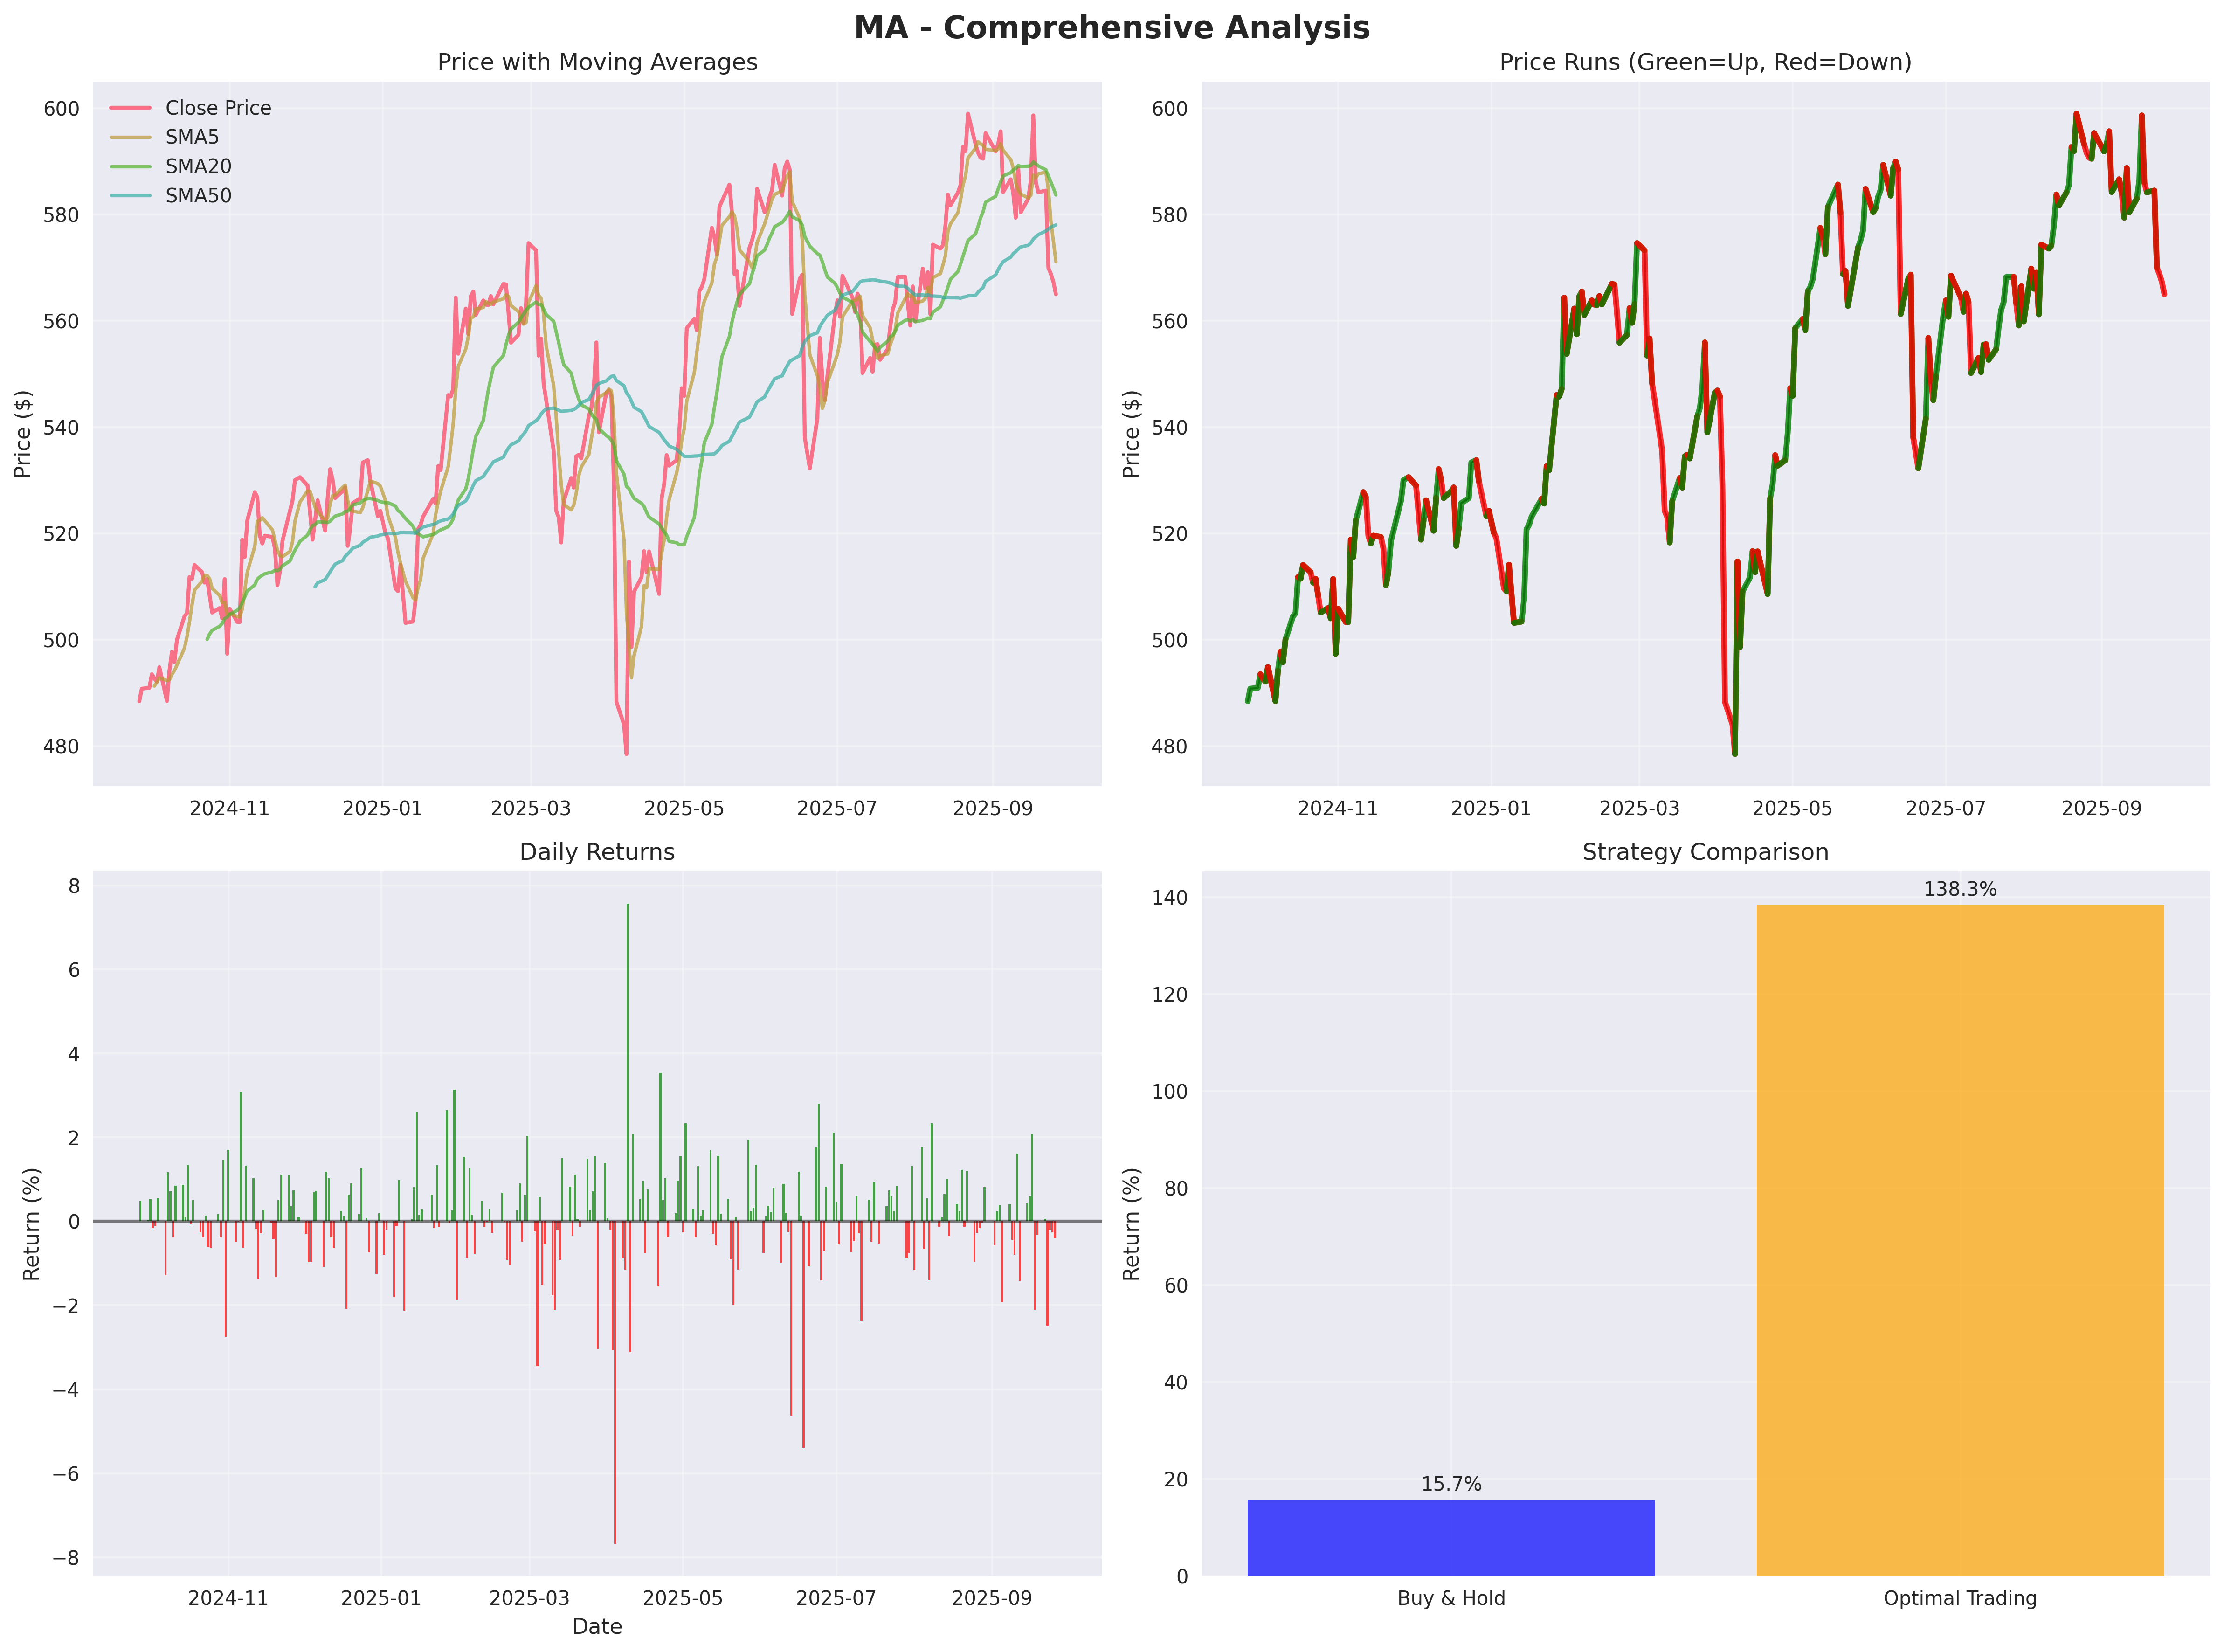 MA - Comprehensive Analysis
Price with Moving Averages
Price ($)
600
580
560
540
520
500
480
Close Price
SMA5
SMA20
SMA50
2024-11 2025-01 2025-03 2025-05 2025-07 2025-09
Price Runs (Green=Up, Red=Down)
Price ($)
600
580
560
540
520
500
480
2024-11 2025-01 2025-03 2025-05 2025-07 2025-09
Daily Returns
Return (%)
8
6
4
2
0
−2
−4
−6
−8
2024-11 2025-01 2025-03 2025-05 2025-07 2025-09
Date
Strategy Comparison
Return (%)
140
120
100
80
60
40
20
0
138.3%
15.7%
Buy & Hold Optimal Trading